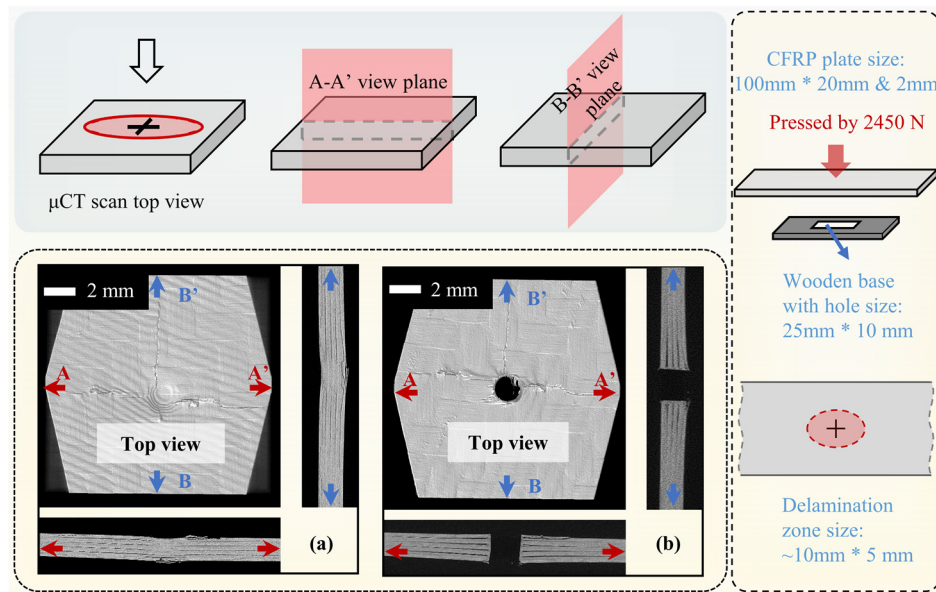 A-A’ view plane
B-B’ view
plane
μCT scan top view
2 mm
B’
A
A’
Top view
B
(a)
2 mm
B’
A
A’
Top view
B
(b)
CFRP plate size:
100mm * 20mm & 2mm
Pressed by 2450 N
Wooden base
with hole size:
25mm * 10 mm
Delamination
zone size:
~10mm * 5 mm